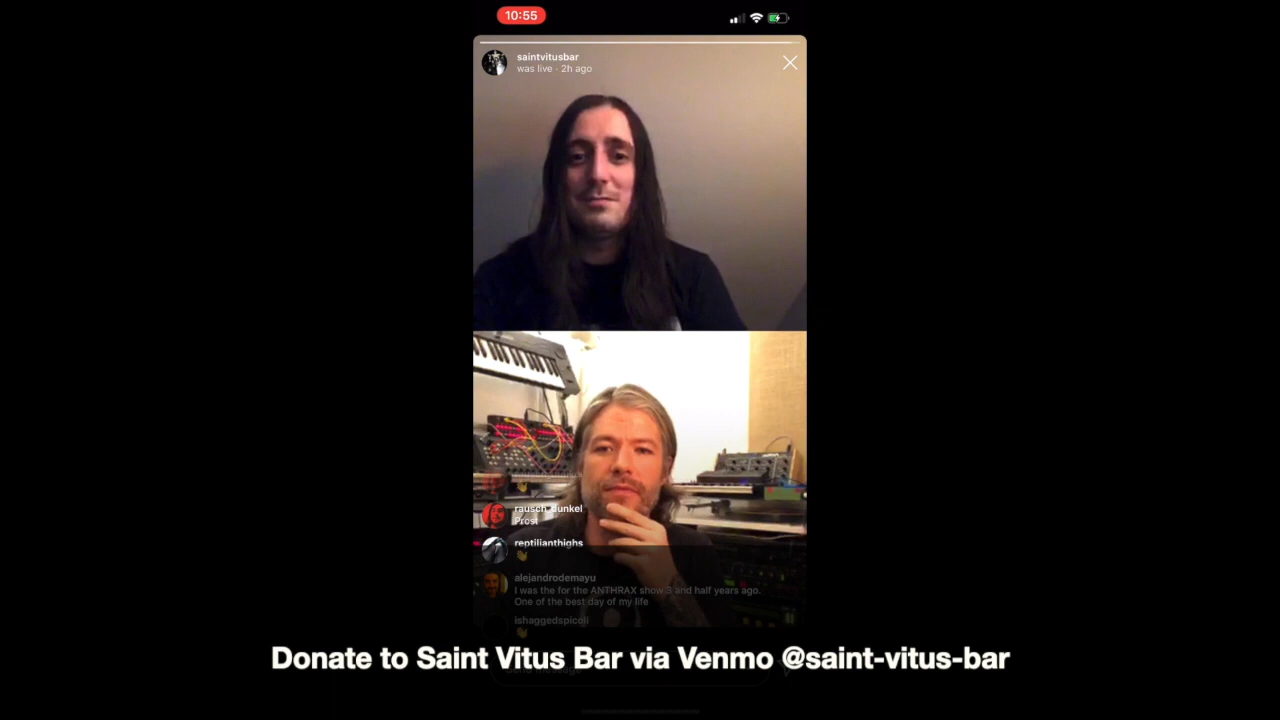 10:55
saintvitusbar
was live · 2h ago
rausch_dunkel
Prost
reptilianthighs
alejandrodemayu
I was the for the ANTHRAX show 3 and half years ago.
One of the best day of my life
ishaggedspicoli
Donate to Saint Vitus Bar via Venmo @saint-vitus-bar